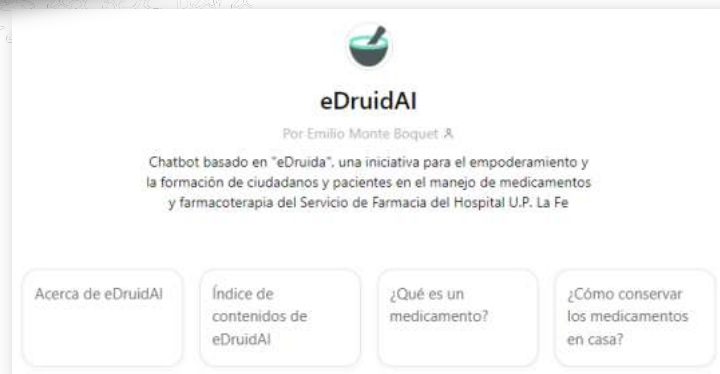 eDruidAI
Por Emilio Monte Boquet
Chatbot basado en "eDruida", una iniciativa para el empoderamiento y
la formación de ciudadanos y pacientes en el manejo de medicamentos
y farmacoterapia del Servicio de Farmacia del Hospital U.P. La Fe
Acerca de eDruidAI
Índice de
contenidos de
eDruidAI
¿Qué es un
medicamento?
¿Cómo conservar
los medicamentos
en casa?